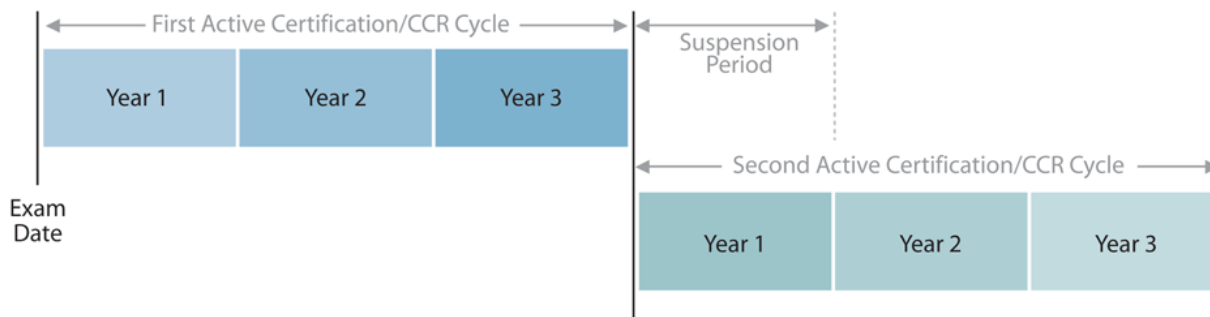 First Active Certification/CCR Cycle
Suspension
Period
Year 1
Year 2
Year 3
Second Active Certification/CCR Cycle
Exam
Date
Year 1
Year 2
Year 3